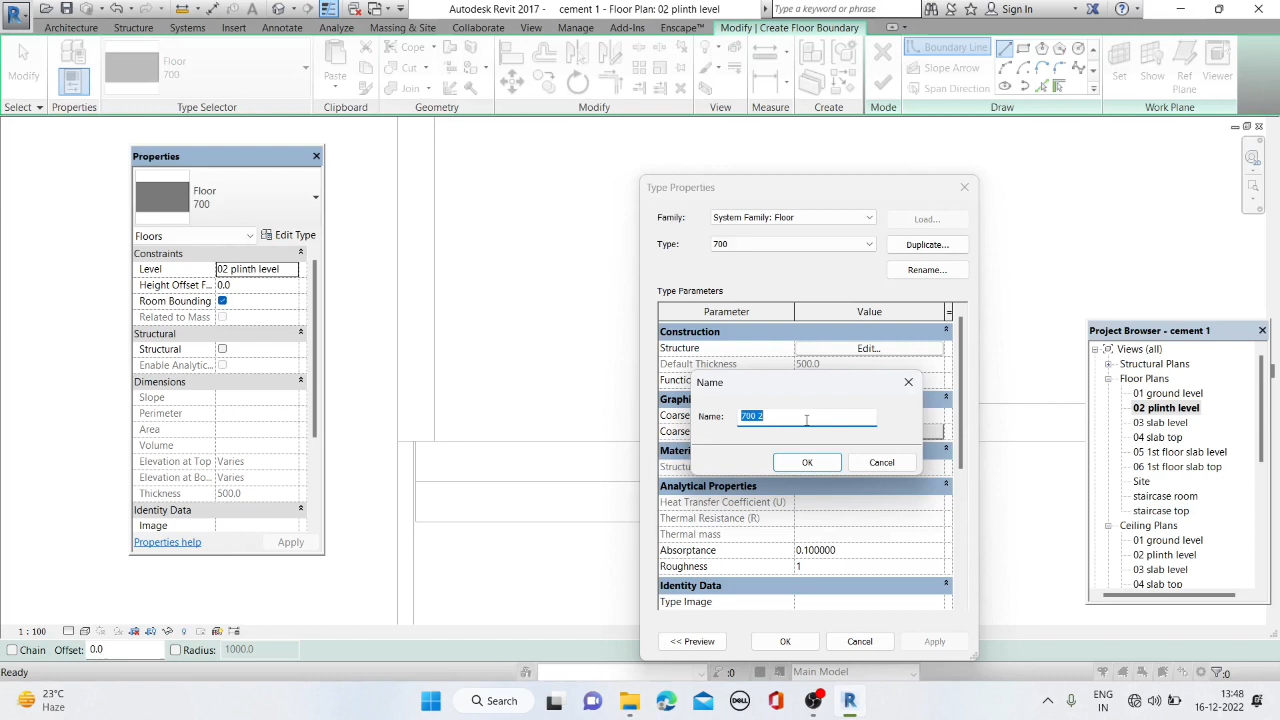 Autodesk Revit 2017 - cement 1 - Floor Plan: 02 plinth level
Type a keyword or phrase
Sign In
Architecture
Structure
Systems
Insert
Annotate
Analyze
Massing & Site
Collaborate
View
Manage
Add-Ins
Enscape™
Modify | Create Floor Boundary
Modify
Properties
Floor
700
Paste
Cope
Cut
Join
Boundary Line
Slope Arrow
Span Direction
Set
Show
Ref
Plane
Viewer
Select
Properties
Type Selector
Clipboard
Geometry
Modify
View
Measure
Create
Mode
Draw
Work Plane
Properties
Floor
700
Floors
Edit Type
Constraints
Level
02 plinth level
Height Offset F...
0.0
Room Bounding
Related to Mass
Structural
Structural
Enable Analytic...
Dimensions
Slope
Perimeter
Area
Volume
Elevation at Top
Varies
Elevation at Bo...
Varies
Thickness
500.0
Identity Data
Image
Properties help
Apply
Type Properties
Family:
System Family: Floor
Load...
Type:
700
Duplicate...
Rename...
Type Parameters
Parameter
Value
=
Construction
Structure
Edit...
Default Thickness
500.0
Functi
Graphi
Coarse
Coarse
Materi
Structu
Name
Name:
700 2
OK
Cancel
Analytical Properties
Heat Transfer Coefficient (U)
Thermal Resistance (R)
Thermal mass
Absorptance
0.100000
Roughness
1
Identity Data
Type Image
<< Preview
OK
Cancel
Apply
Project Browser - cement 1
Views (all)
Structural Plans
Floor Plans
01 ground level
02 plinth level
03 slab level
04 slab top
05 1st floor slab level
06 1st floor slab top
Site
staircase room
staircase top
Ceiling Plans
01 ground level
02 plinth level
03 slab level
04 slab top
1 : 100
Chain
Offset:
0.0
Radius:
1000.0
Ready
:0
Main Model
:0
23°C
Haze
Search
ENG
IN
13:48
16-12-2022